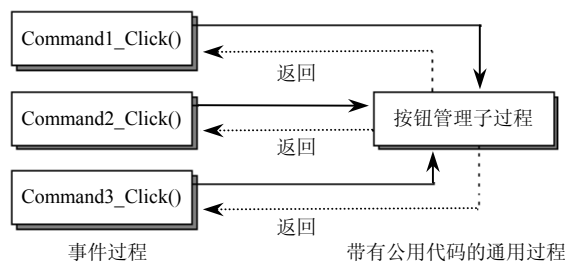 Command1_Click()
返回
Command2_Click()
按钮管理子过程
返回
Command3_Click()
返回
事件过程
带有公用代码的通用过程